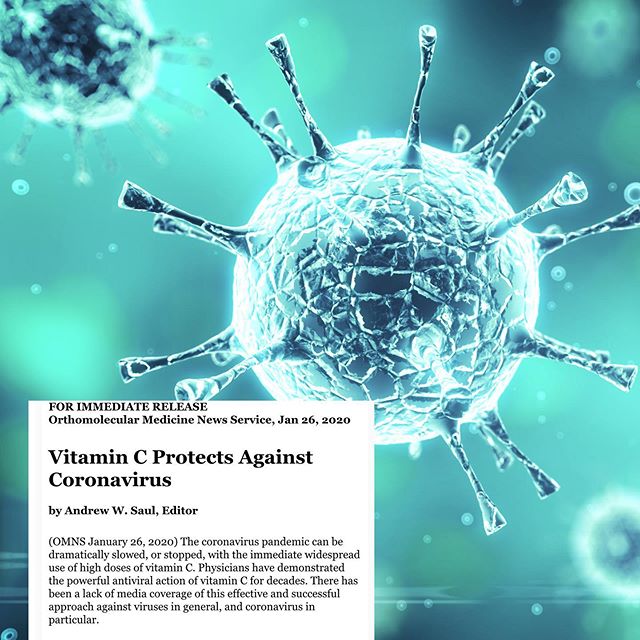 FOR IMMEDIATE RELEASE
Orthomolecular Medicine News Service, Jan 26, 2020
Vitamin C Protects Against
Coronavirus
by Andrew W. Saul, Editor
(OMNS January 26, 2020) The coronavirus pandemic can be
dramatically slowed, or stopped, with the immediate widespread
use of high doses of vitamin C. Physicians have demonstrated
the powerful antiviral action of vitamin C for decades. There has
been a lack of media coverage of this effective and successful
approach against viruses in general, and coronavirus in
particular.